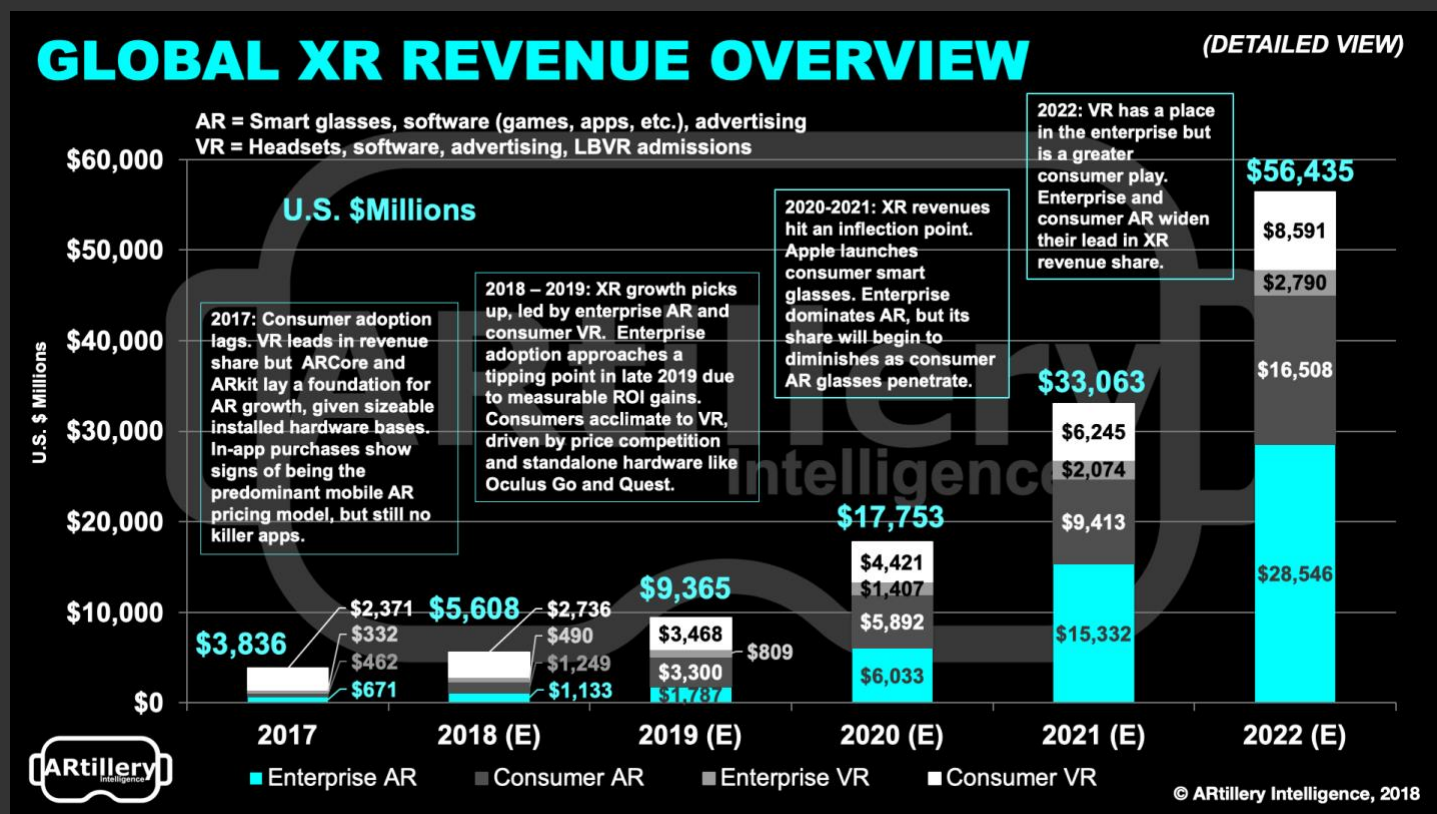 GLOBAL XR REVENUE OVERVIEW
(DETAILED VIEW)
AR = Smart glasses, software (games, apps, etc.), advertising
VR = Headsets, software, advertising, LBVR admissions
U.S. $Millions
U.S. $ Millions
$60,000
$50,000
$40,000
$30,000
$20,000
$10,000
$0
2017: Consumer adoption
lags. VR leads in revenue
share but ARCore and
ARkit lay a foundation for
AR growth, given sizeable
installed hardware bases.
In-app purchases show
signs of being the
predominant mobile AR
pricing model, but still no
killer apps.
2018 – 2019: XR growth picks
up, led by enterprise AR and
consumer VR. Enterprise
adoption approaches a
tipping point in late 2019 due
to measurable ROI gains.
Consumers acclimate to VR,
driven by price competition
and standalone hardware like
Oculus Go and Quest.
2020-2021: XR revenues
hit an inflection point.
Apple launches
consumer smart
glasses. Enterprise
dominates AR, but its
share will begin to
diminishes as consumer
AR glasses penetrate.
2022: VR has a place
in the enterprise but
is a greater
consumer play.
Enterprise and
consumer AR widen
their lead in XR
revenue share.
$3,836
$2,371
$332
$462
$671
$5,608
$2,736
$490
$1,249
$1,133
$9,365
$3,468
$809
$3,300
$1,787
$17,753
$4,421
$1,407
$5,892
$6,033
$33,063
$6,245
$2,074
$9,413
$15,332
$56,435
$8,591
$2,790
$16,508
$28,546
2017
2018 (E)
2019 (E)
2020 (E)
2021 (E)
2022 (E)
Enterprise AR
Consumer AR
Enterprise VR
Consumer VR
ARtillery
Intelligence
ARtillery
Intelligence
© ARtillery Intelligence, 2018